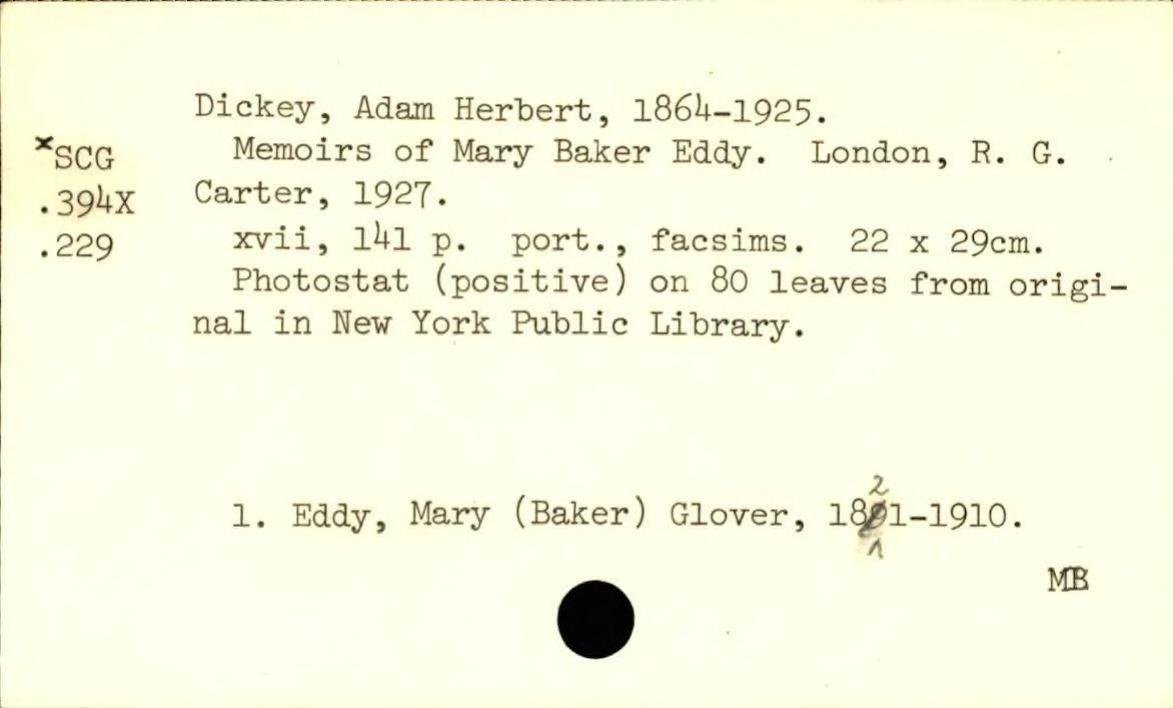 Dickey, Adam Herbert, 1864-1925.
*SCG Memoirs of Mary Baker Eddy. London, R. G.
.394X Carter, 1927.
.229 xvii, 141 p. port., facsims. 22 x 29cm.
Photostat (positive) on 80 leaves from origi-
nal in New York Public Library.
1. Eddy, Mary (Baker) Glover, 1821-1910.
MB